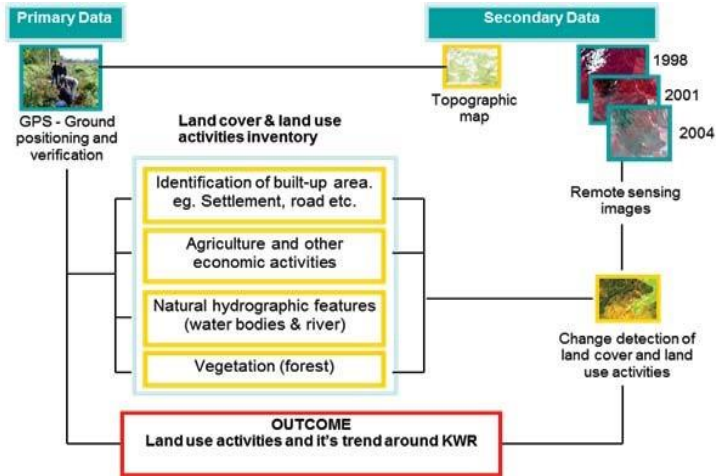 Primary Data
Secondary Data
1998
2001
2004
GPS - Ground
positioning and
verification
Topographic
map
Remote sensing
images
Land cover & land use
activities inventory
Identification of built-up area.
eg. Settlement, road etc.
Agriculture and other
economic activities
Natural hydrographic features
(water bodies & river)
Vegetation (forest)
Change detection of
land cover and land
use activities
OUTCOME
Land use activities and it's trend around KWR